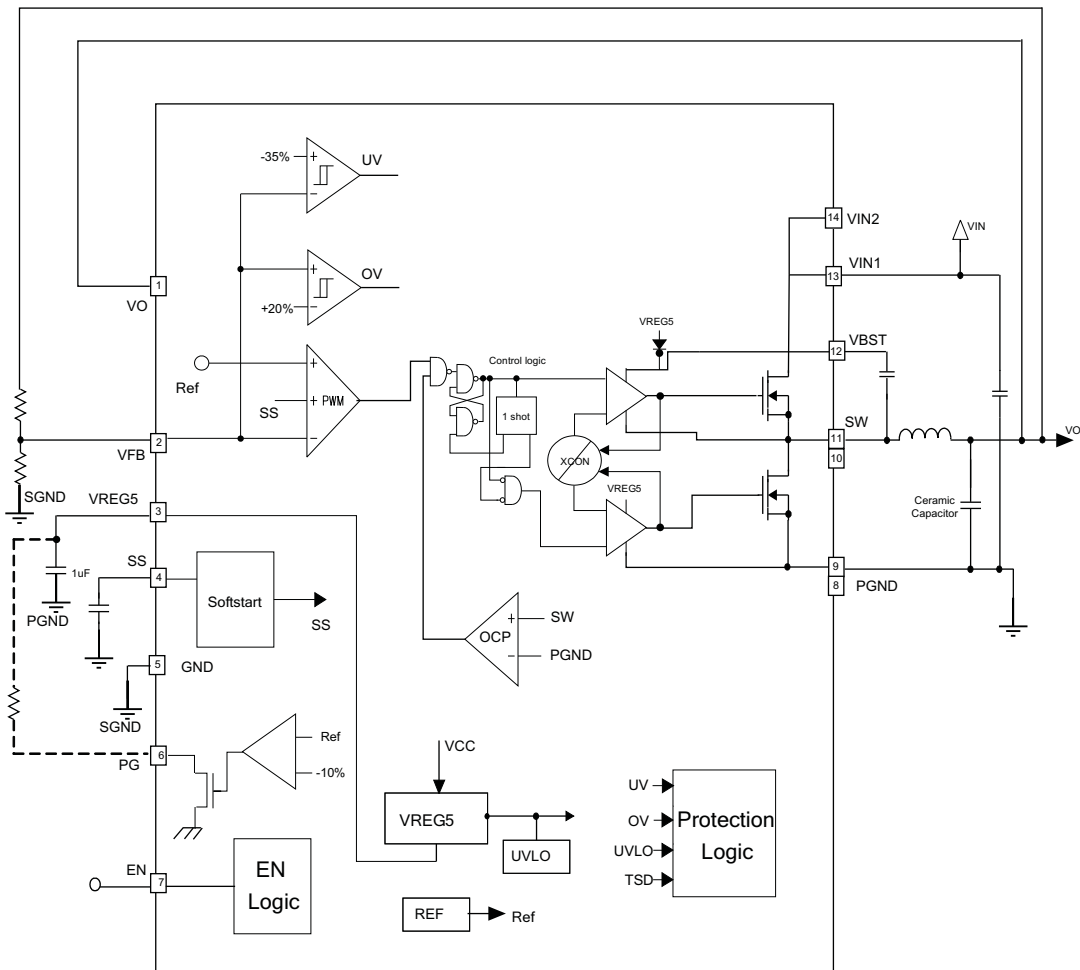 -35%
+
−
UV
+
−
OV
+20%
14
VIN2
VIN
13
VIN1
1
VO
VREG5
VBST
12
Control logic
+
+
−
PWM
Ref
SS
1 shot
SW
11
10
VO
2
VFB
XCON
SGND
VREG5
VREG5
3
Ceramic
Capacitor
1uF
SS
4
Softstart
SS
PGND
9
8
PGND
+
−
OCP
SW
PGND
5
GND
SGND
6
PG
Ref
-10%
VCC
VREG5
UVLO
UV
OV
UVLO
TSD
Protection
Logic
EN
7
EN
Logic
REF
Ref